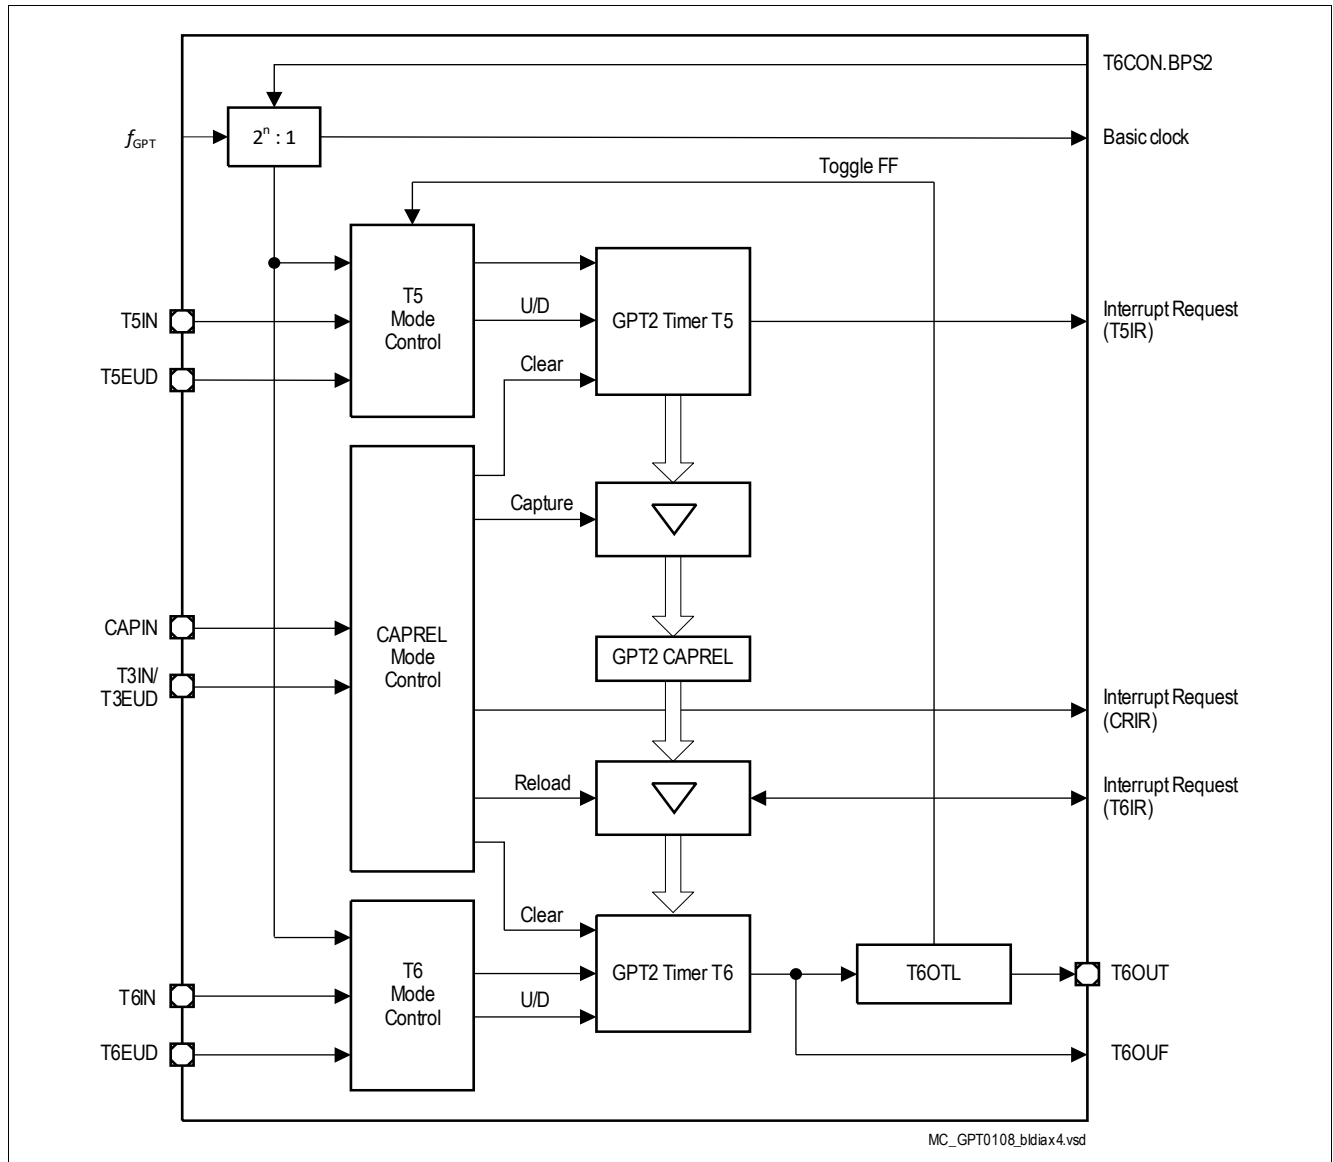 T6CON.BPS2
fGPT
2ⁿ : 1
Basic clock
Toggle FF
T5
Mode
Control
U/D
GPT2 Timer T5
T5IN
Interrupt Request
(T5IR)
T5EUD
Clear
Capture
CAPIN
CAPREL
Mode
Control
GPT2 CAPREL
T3IN/
T3EUD
Interrupt Request
(CRIR)
Reload
Interrupt Request
(T6IR)
Clear
T6
Mode
Control
GPT2 Timer T6
T6OTL
T6OUT
T6IN
U/D
T6EUD
T6OUF
MC_GPT0108_bldiax4.vsd